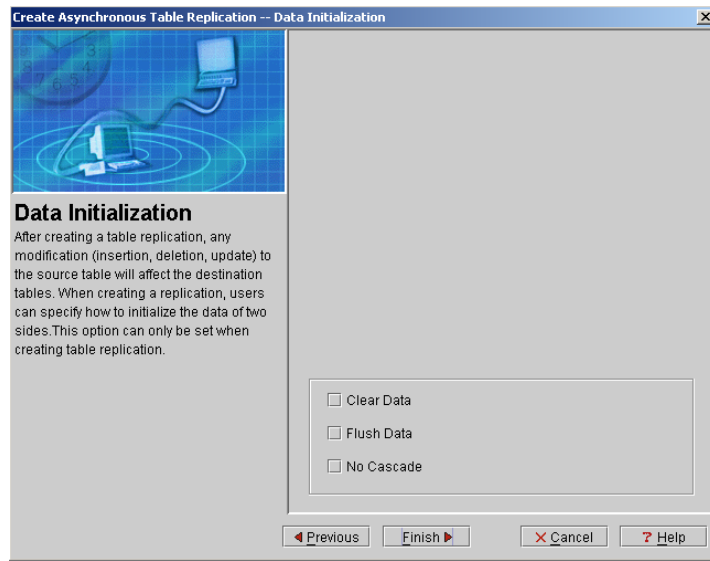 Create Asynchronous Table Replication -- Data Initialization
Data Initialization
After creating a table replication, any
modification (insertion, deletion, update) to
the source table will affect the destination
tables. When creating a replication, users
can specify how to initialize the data of two
sides.This option can only be set when
creating table replication.
Clear Data
Flush Data
No Cascade
Previous
Finish
Cancel
Help